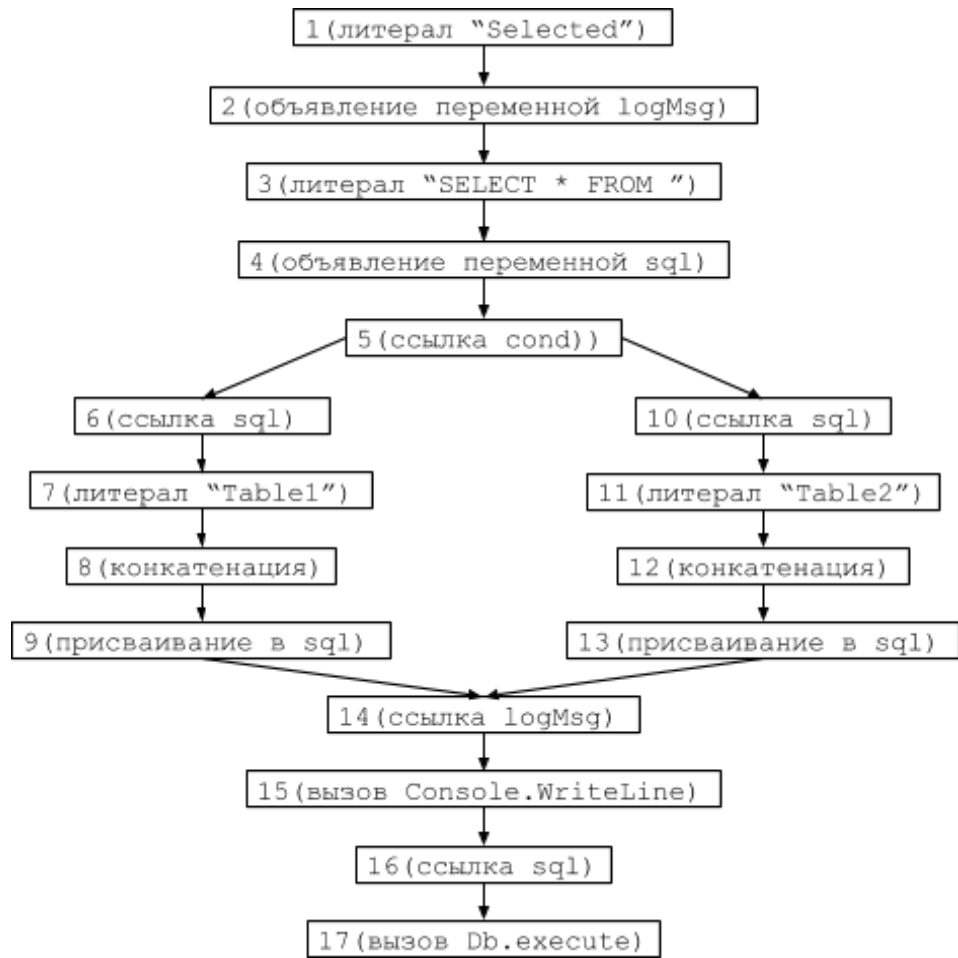 1(литерал “Selected”)
2(объявление переменной logMsg)
3(литерал “SELECT * FROM ”)
4(объявление переменной sql)
5(ссылка cond))
6(ссылка sql)
10(ссылка sql)
7(литерал “Table1”)
11(литерал “Table2”)
8(конкатенация)
12(конкатенация)
9(присваивание в sql)
13(присваивание в sql)
14(ссылка logMsg)
15(вызов Console.WriteLine)
16(ссылка sql)
17(вызов Db.execute)